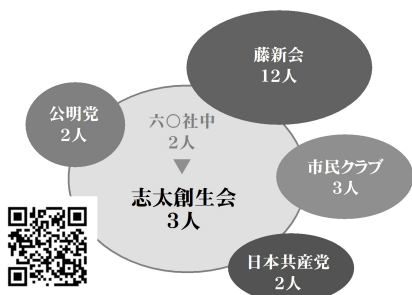 藤新会
12人
公明党
2人
六〇社中
2人
▼
志太創生会
3人
市民クラブ
3人
日本共産党
2人